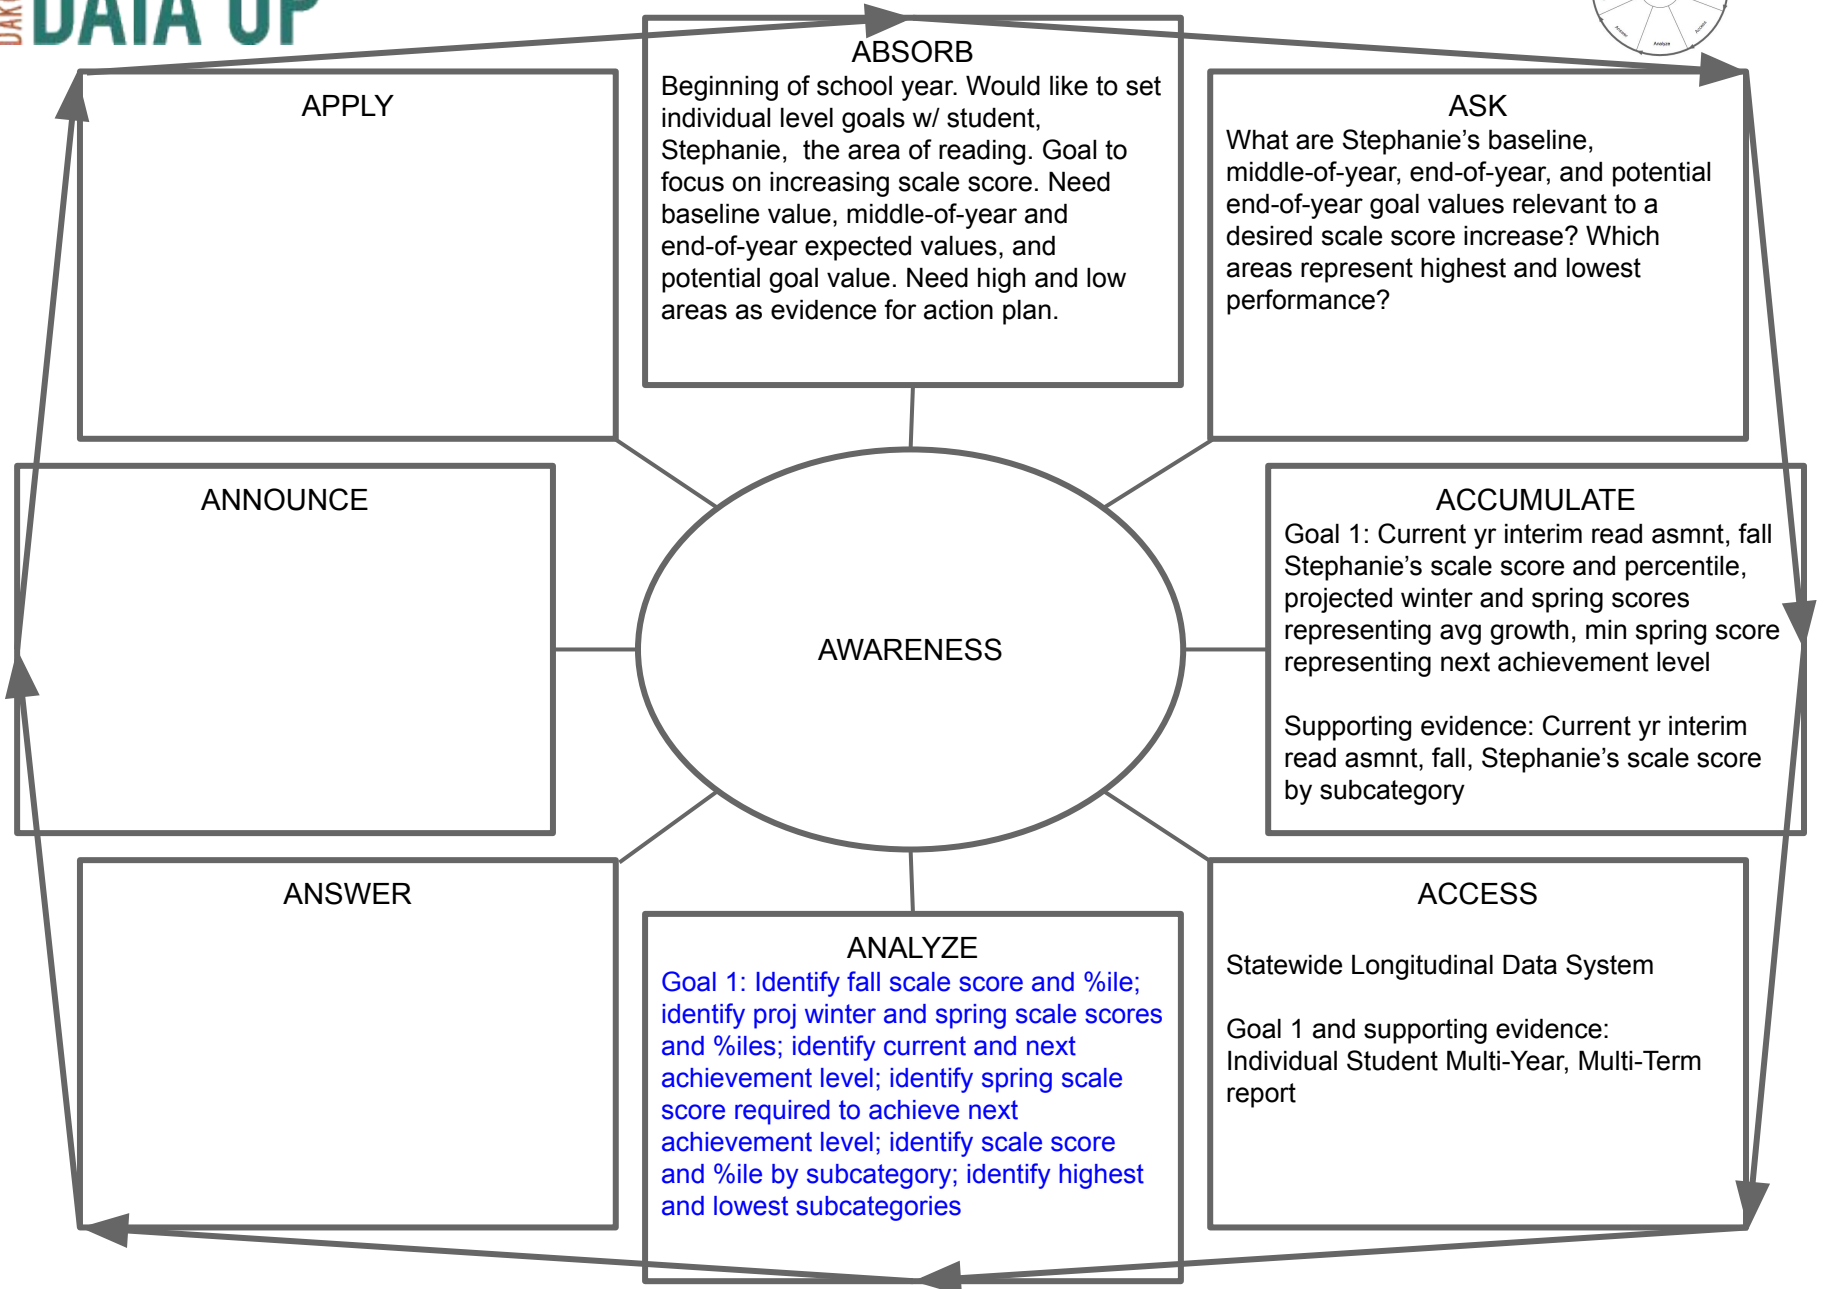 DATA UP
ABSORB
Beginning of school year. Would like to set
individual level goals w/ student,
Stephanie,  the area of reading. Goal to
focus on increasing scale score. Need
baseline value, middle-of-year and
end-of-year expected values, and
potential goal value. Need high and low
areas as evidence for action plan.
ASK
What are Stephanie’s baseline,
middle-of-year, end-of-year, and potential
end-of-year goal values relevant to a
desired scale score increase? Which
areas represent highest and lowest
performance?
ACCUMULATE
Goal 1: Current yr interim read asmnt, fall
Stephanie’s scale score and percentile,
projected winter and spring scores
representing avg growth, min spring score
representing next achievement level
Supporting evidence: Current yr interim
read asmnt, fall, Stephanie’s scale score
by subcategory
ACCESS
Statewide Longitudinal Data System
Goal 1 and supporting evidence:
Individual Student Multi-Year, Multi-Term
report
ANALYZE
Goal 1: Identify fall scale score and %ile;
identify proj winter and spring scale scores
and %iles; identify current and next
achievement level; identify spring scale
score required to achieve next
achievement level; identify scale score
and %ile by subcategory; identify highest
and lowest subcategories
ANSWER
ANNOUNCE
APPLY
AWARENESS
Answer
Analyze
Access